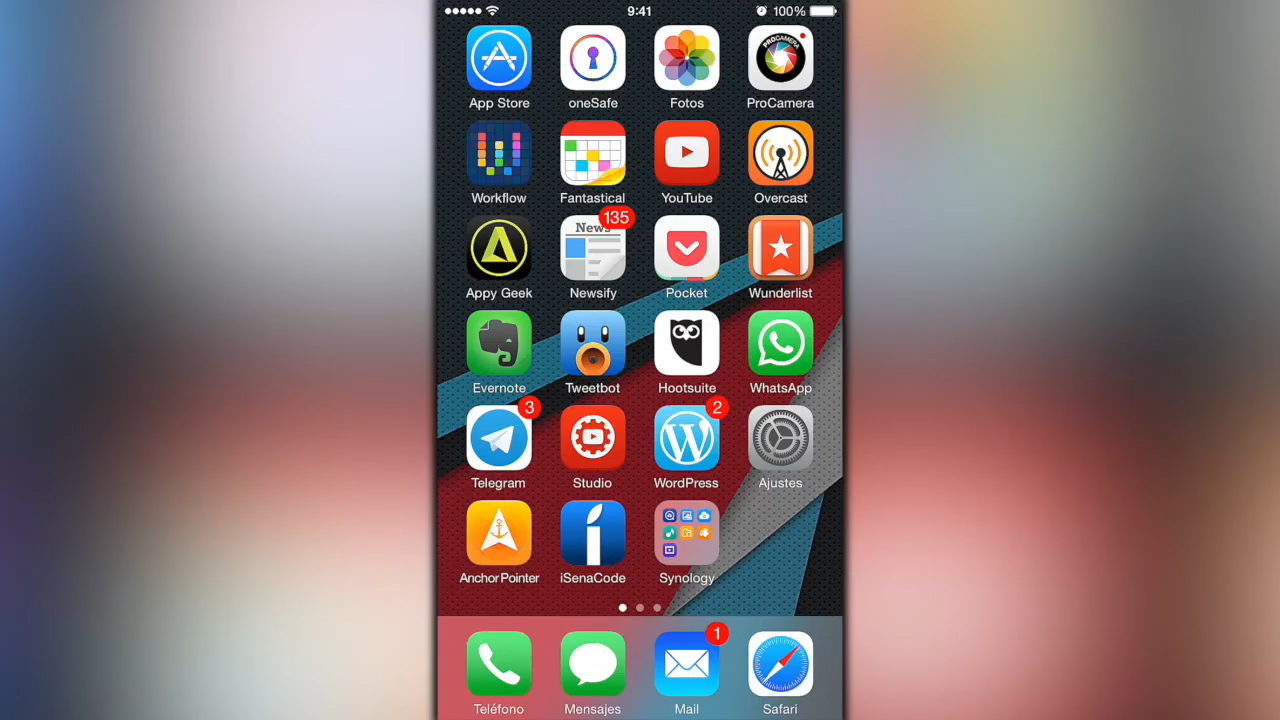 9:41 100%
App Store oneSafe Fotos ProCamera
PROCAMERA
Workflow Fantastical YouTube Overcast
135
News
Appy Geek Newsify Pocket Wunderlist
Evernote Tweetbot Hootsuite WhatsApp
3 2
Telegram Studio WordPress Ajustes
AnchorPointer iSenaCode Synology
1
Teléfono Mensajes Mail Safari